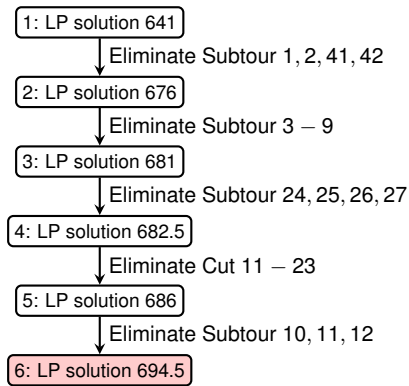 1: LP solution 641
Eliminate Subtour 1, 2, 41, 42
2: LP solution 676
Eliminate Subtour 3 − 9
3: LP solution 681
Eliminate Subtour 24, 25, 26, 27
4: LP solution 682.5
Eliminate Cut 11 − 23
5: LP solution 686
Eliminate Subtour 10, 11, 12
6: LP solution 694.5